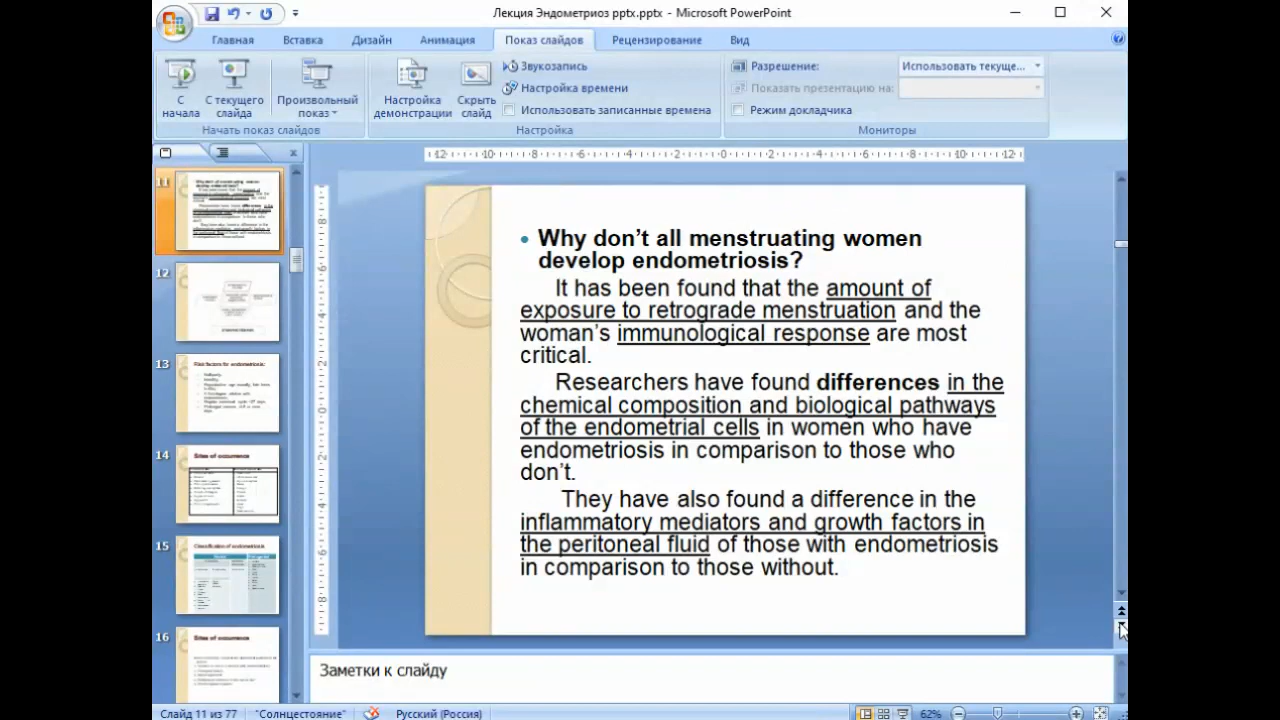 Лекция Эндометриоз pptx.pptx - Microsoft PowerPoint
Главная Вставка Дизайн Анимация Показ слайдов Рецензирование Вид
С начала
С текущего слайда
Произвольный показ
Начать показ слайдов
Настройка демонстрации
Скрыть слайд
Звукозапись
Настройка времени
Использовать записанные времена
Настройка
Разрешение: Использовать текуще...
Показать презентацию на:
Режим докладчика
Мониторы
11
12
13
Risk factors for endometriosis:
14
Sites of occurrence
15
Classification of endometriosis
16
Sites of occurrence
• Why don’t all menstruating women
develop endometriosis?
It has been found that the amount of
exposure to retrograde menstruation and the
woman’s immunological response are most
critical.
Researchers have found differences in the
chemical composition and biological pathways
of the endometrial cells in women who have
endometriosis in comparison to those who
don’t.
They have also found a difference in the
inflammatory mediators and growth factors in
the peritoneal fluid of those with endometriosis
in comparison to those without.
Заметки к слайду
Слайд 11 из 77 "Солнцестояние" Русский (Россия) 62%